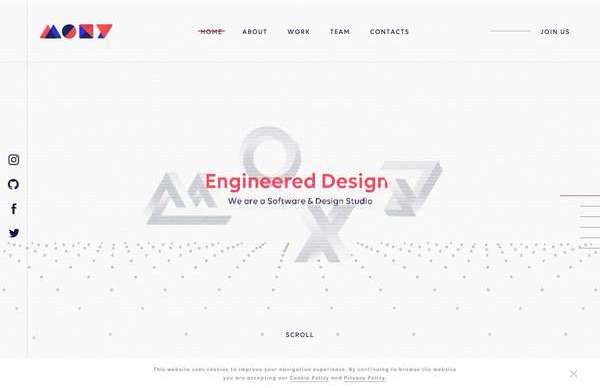 MOXY
HOME
ABOUT
WORK
TEAM
CONTACTS
JOIN US
MOXY
Engineered Design
We are a Software & Design Studio
SCROLL
This website uses cookies to improve your navigation experience. By continuing to browse the website
you are accepting our Cookie Policy and Privacy Policy.